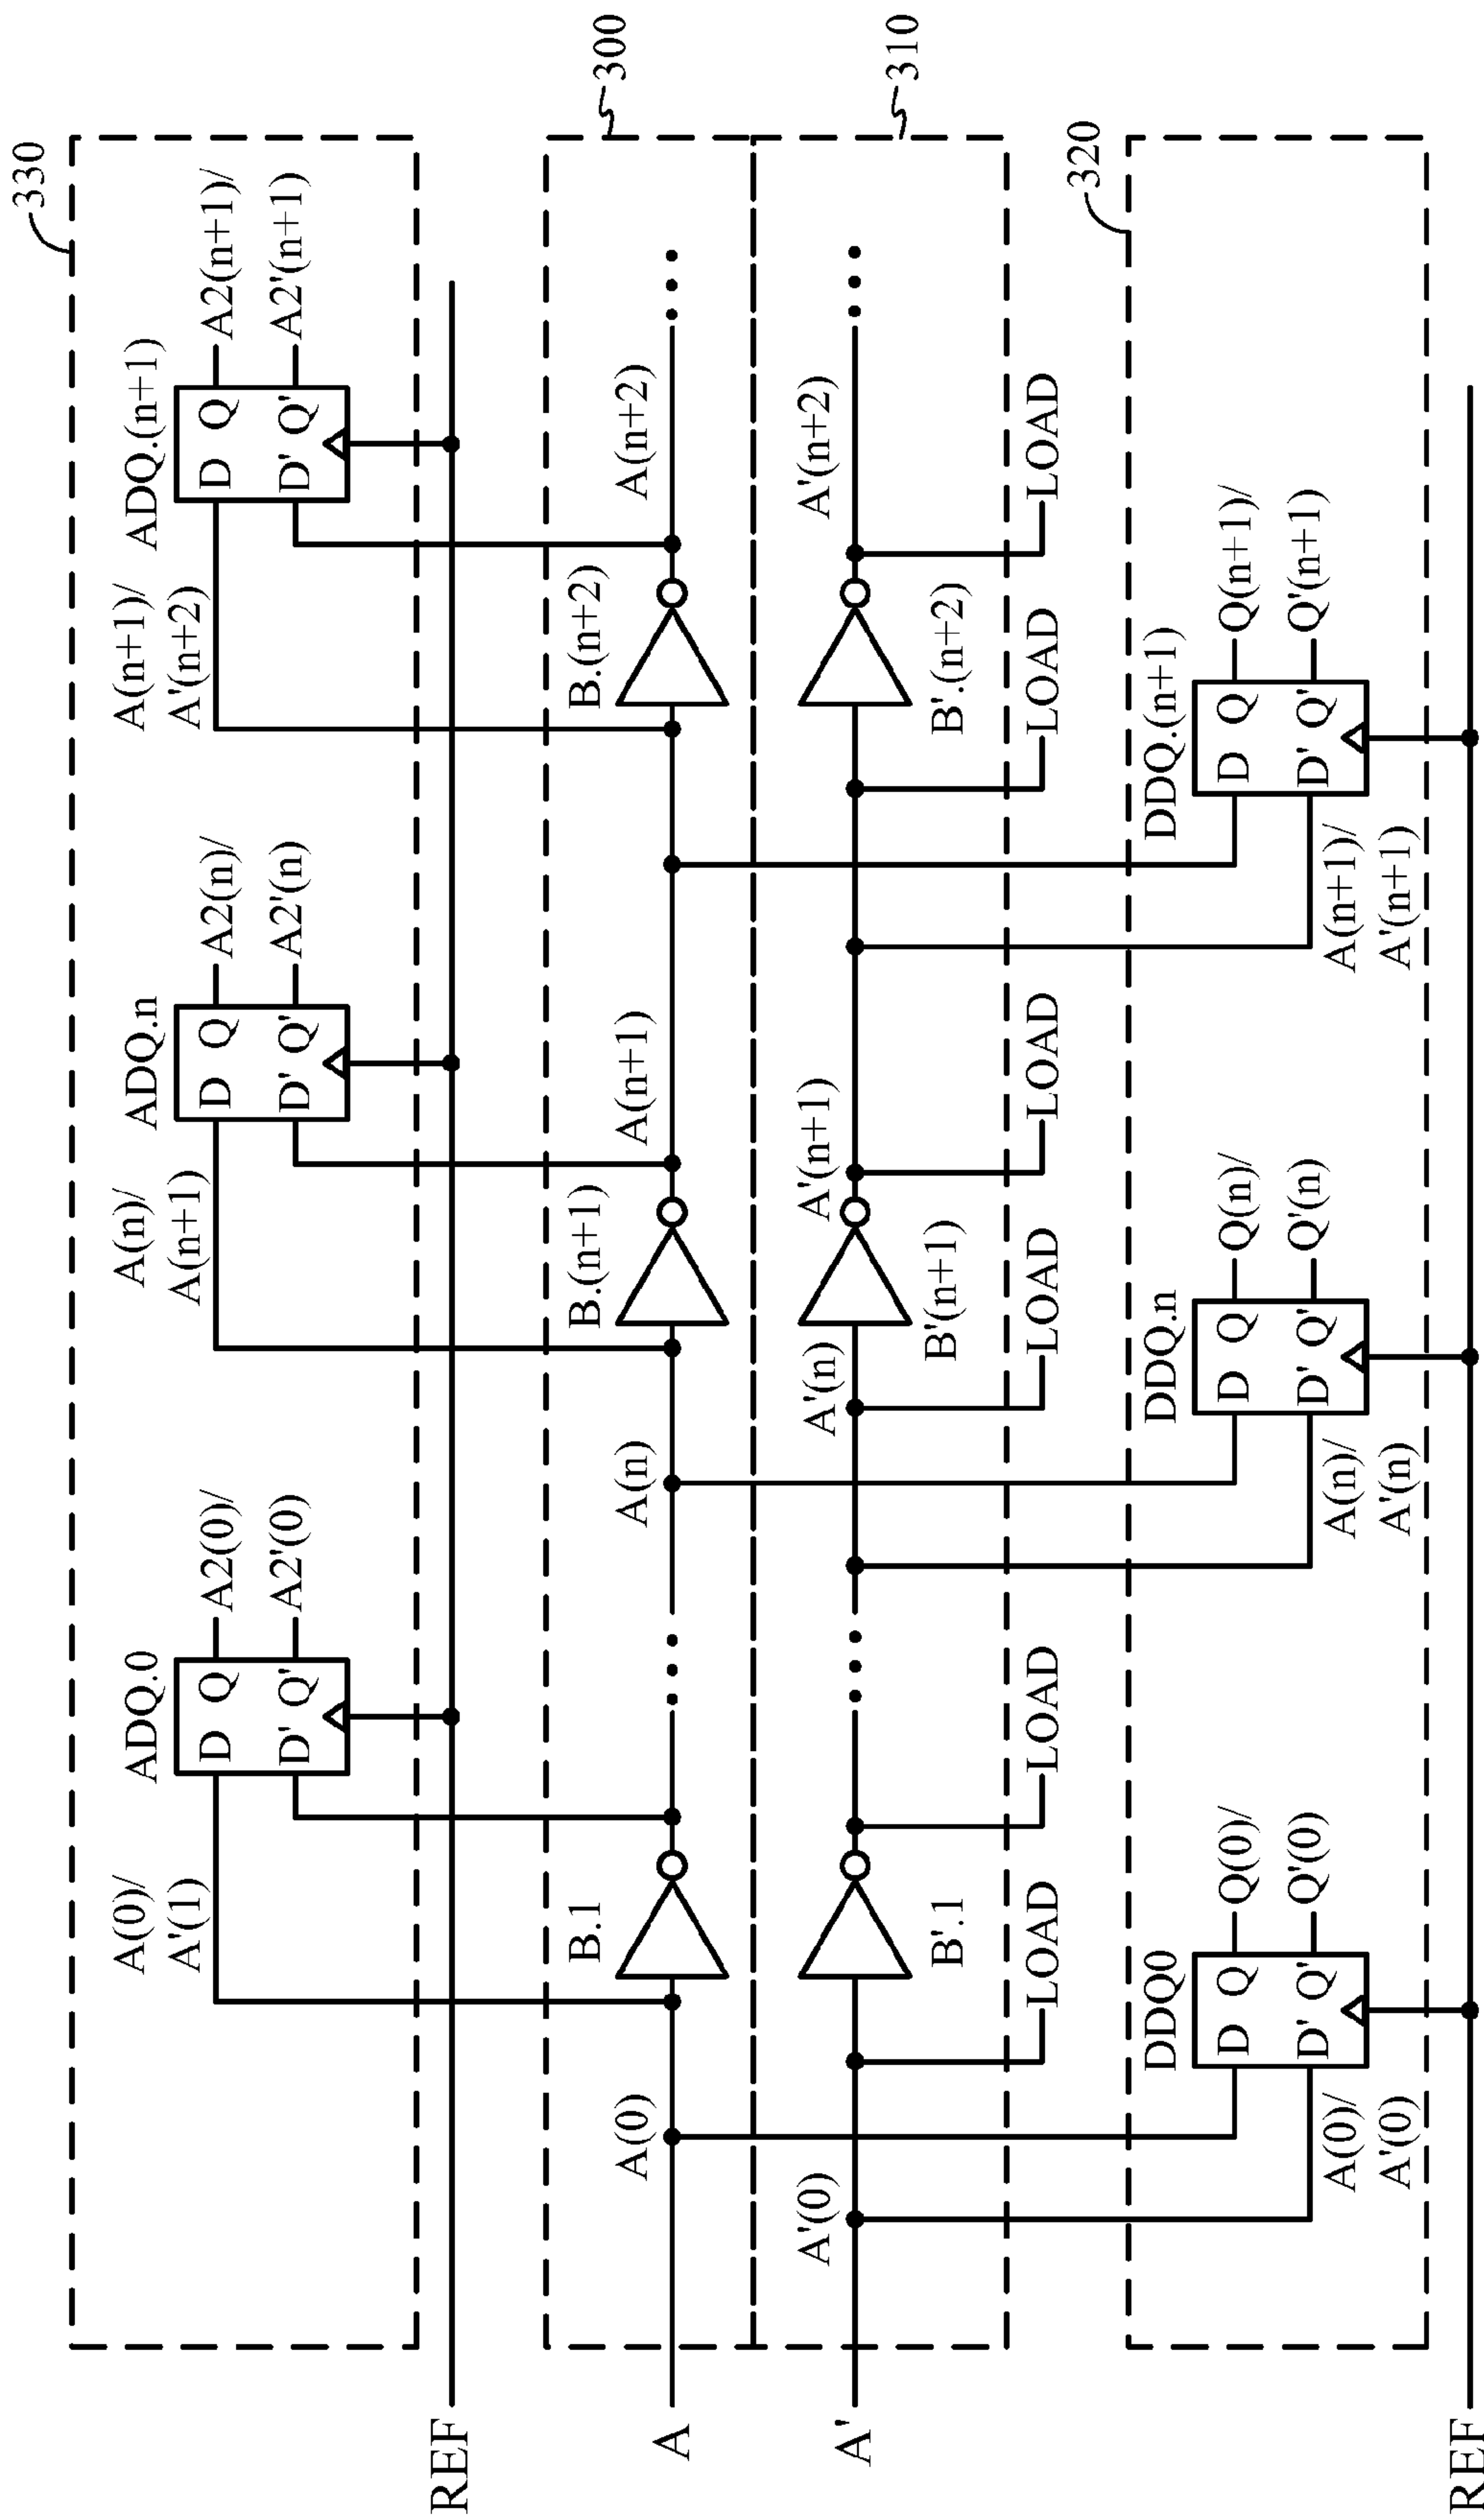 330
ADQ.0
ADQ.n
ADQ.(n+1)
A(0)/
A'(1)
D Q
D' Q'
A2(0)/
A2'(0)
A(n)/
A(n+1)
D Q
D' Q'
A2(n)/
A2'(n)
A(n+1)/
A'(n+2)
D Q
D' Q'
A2(n+1)/
A2'(n+1)
REF
300
B.1
B.(n+1)
B.(n+2)
A
A(0)
A(n)
A(n+1)
A(n+2)
310
A'
A'(0)
A'(n)
A'(n+1)
A'(n+2)
B'.1
B'(n+1)
B'.(n+2)
LOAD
LOAD
LOAD
LOAD
LOAD
LOAD
320
DDQ0
DDQ.n
DDQ.(n+1)
D Q
D' Q'
Q(0)/
Q'(0)
A(0)/
A'(0)
D Q
D' Q'
Q(n)/
Q'(n)
A(n)/
A'(n)
D Q
D' Q'
Q(n+1)/
Q'(n+1)
A(n+1)/
A'(n+1)
REF